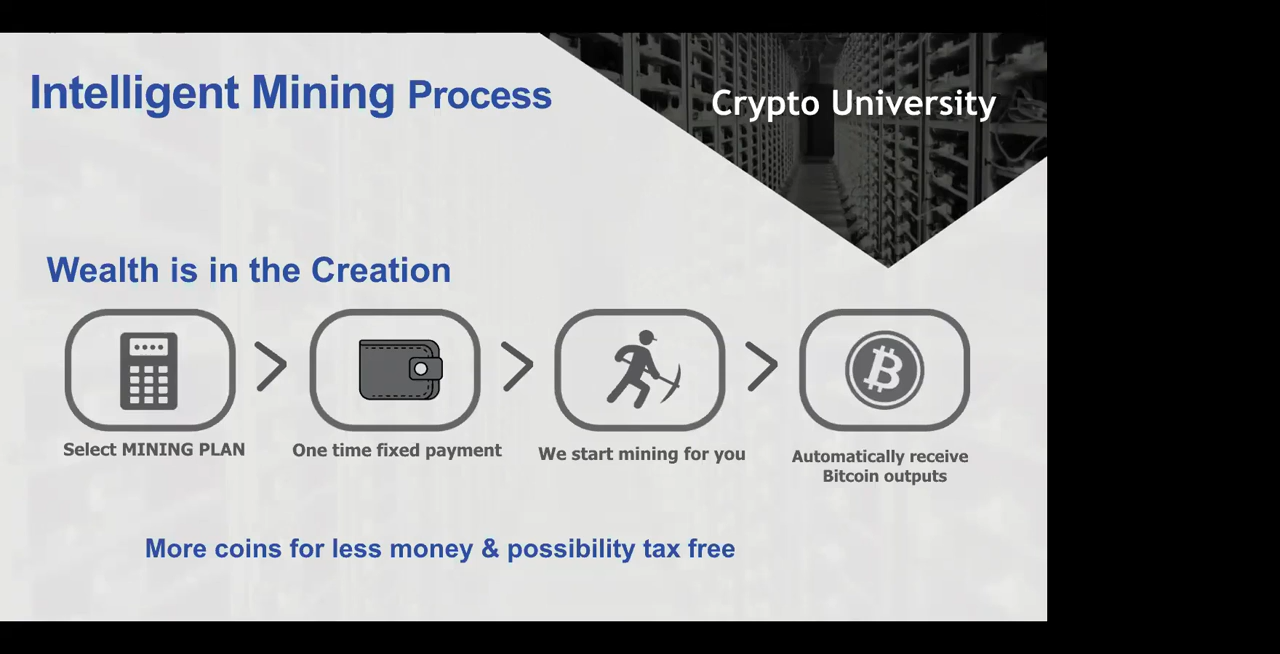 Intelligent Mining Process
Crypto University
Wealth is in the Creation
Select MINING PLAN
One time fixed payment
We start mining for you
Automatically receive
Bitcoin outputs
More coins for less money & possibility tax free